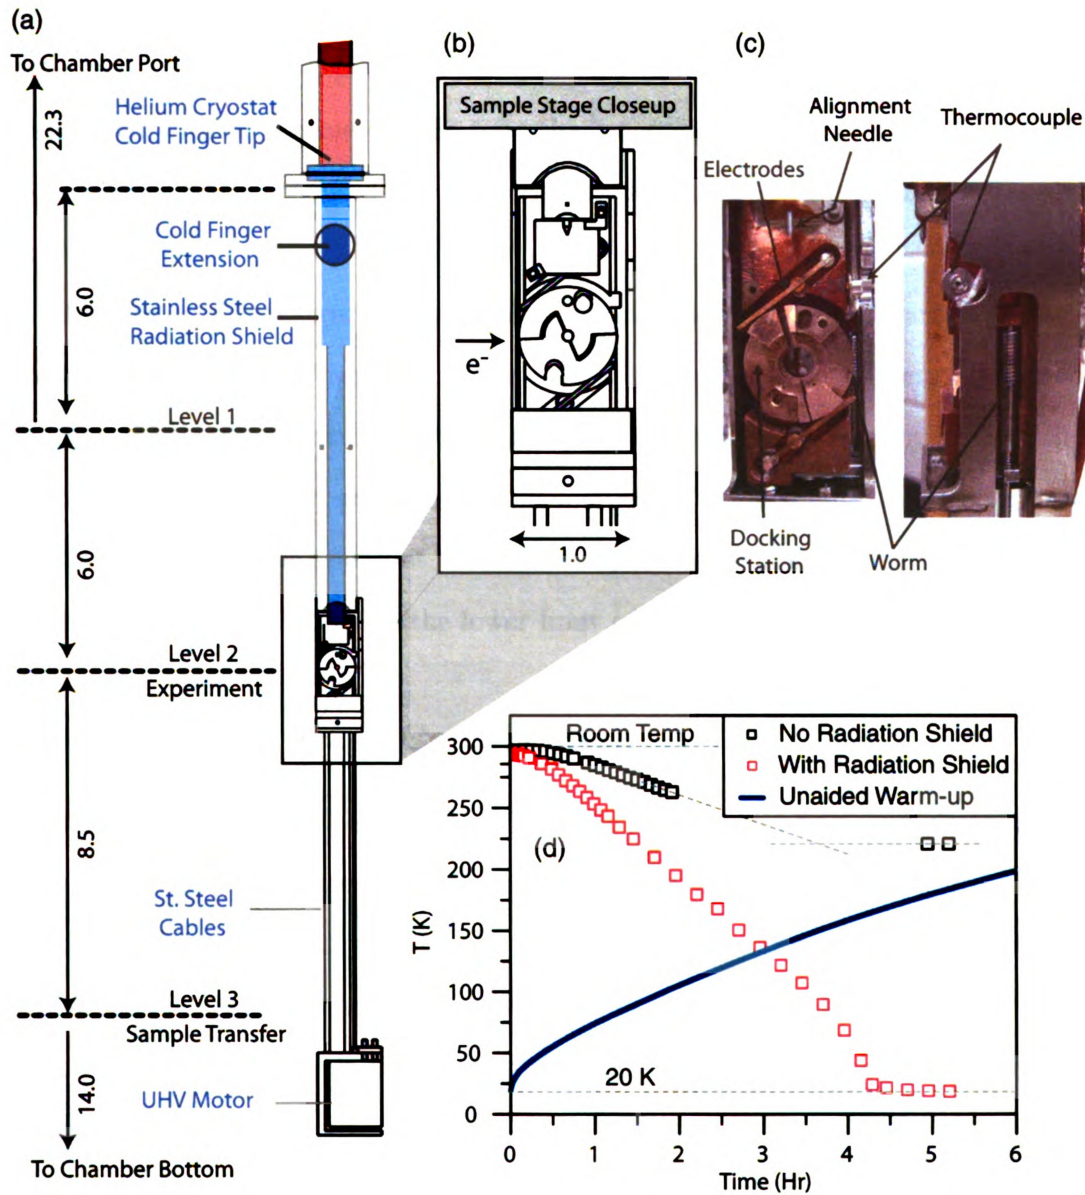 (a)
To Chamber Port
22.3
Helium Cryostat
Cold Finger Tip
6.0
Cold Finger
Extension
Stainless Steel
Radiation Shield
Level 1
6.0
Level 2
Experiment
8.5
St. Steel
Cables
Level 3
Sample Transfer
14.0
UHV Motor
To Chamber Bottom
(b)
Sample Stage Closeup
e-
1.0
(c)
Alignment
Needle
Thermocouple
Electrodes
Docking
Station
Worm
the lower limit
(d)
Room Temp
No Radiation Shield
With Radiation Shield
Unaided Warm-up
20 K
T (K)
300
250
200
150
100
50
0
0 1 2 3 4 5 6
Time (Hr)